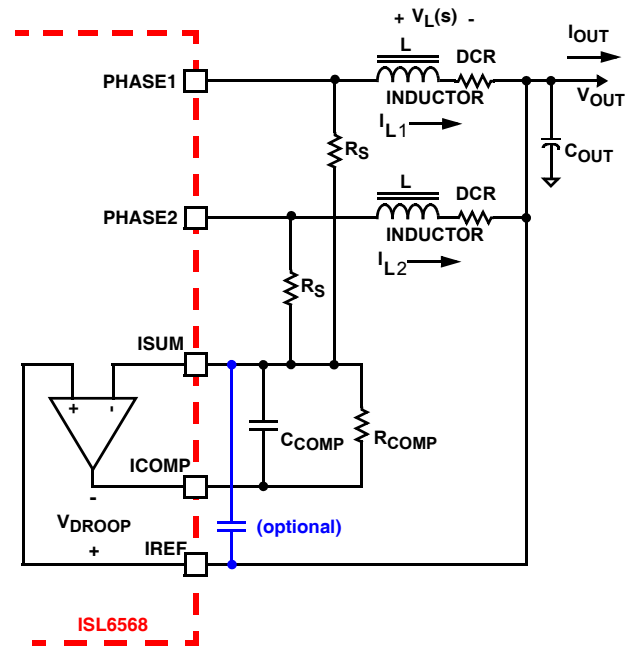 + V_L(s) -
I_OUT
L
DCR
PHASE1
INDUCTOR
V_OUT
I_L1
C_OUT
R_S
L
DCR
PHASE2
INDUCTOR
I_L2
R_S
ISUM
+ -
C_COMP
R_COMP
ICOMP
-
V_DROOP
(optional)
+
IREF
ISL6568